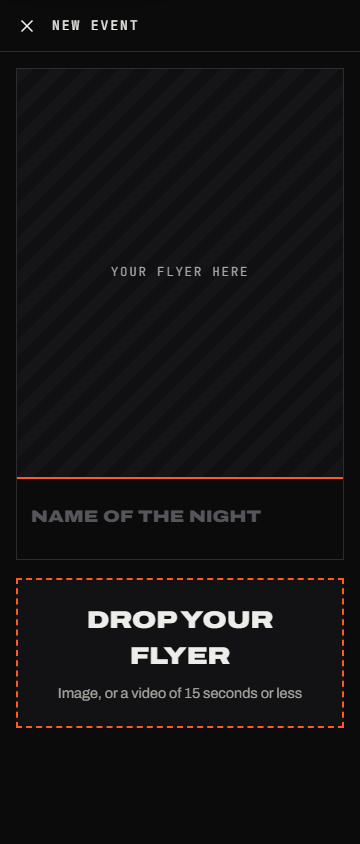 NEW EVENT
YOUR FLYER HERE
NAME OF THE NIGHT
DROP YOUR
FLYER
Image, or a video of 15 seconds or less